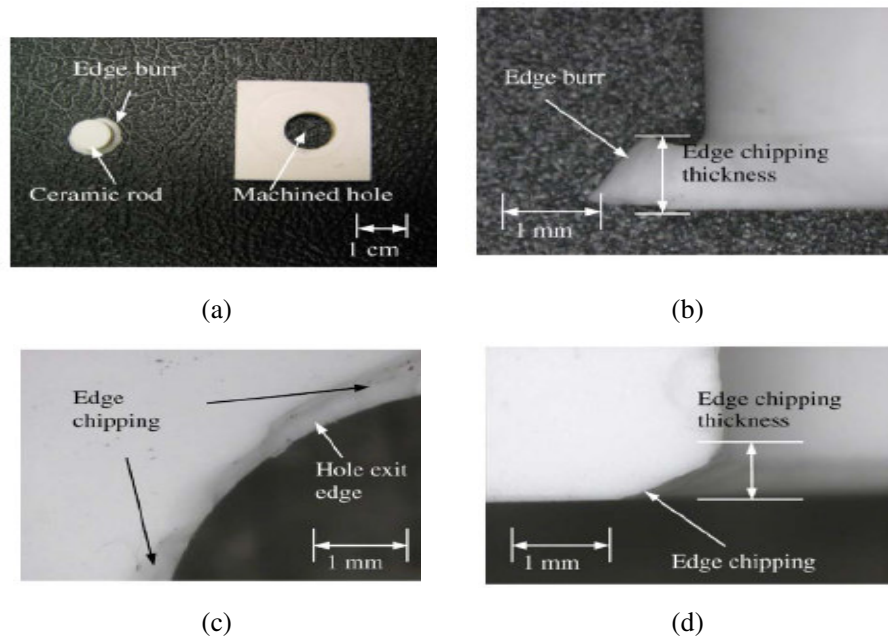 Edge burr
Ceramic rod
Machined hole
1 cm
(a)
Edge burr
Edge chipping
thickness
1 mm
(b)
Edge
chipping
Hole exit
edge
1 mm
(c)
Edge chipping
thickness
1 mm
Edge chipping
(d)